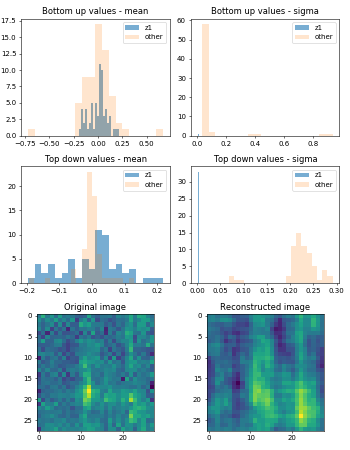 Bottom up values - mean
Bottom up values - sigma
17.5
15.0
12.5
10.0
7.5
5.0
2.5
0.0
z1
other
−0.75 −0.50 −0.25 0.00 0.25 0.50
60
50
40
30
20
10
0
z1
other
0.0 0.2 0.4 0.6 0.8
Top down values - mean
Top down values - sigma
20
15
10
5
0
z1
other
−0.2 −0.1 0.0 0.1 0.2
30
25
20
15
10
5
0
z1
other
0.00 0.05 0.10 0.15 0.20 0.25 0.30
Original image
Reconstructed image
0
5
10
15
20
25
0 10 20
0
5
10
15
20
25
0 10 20